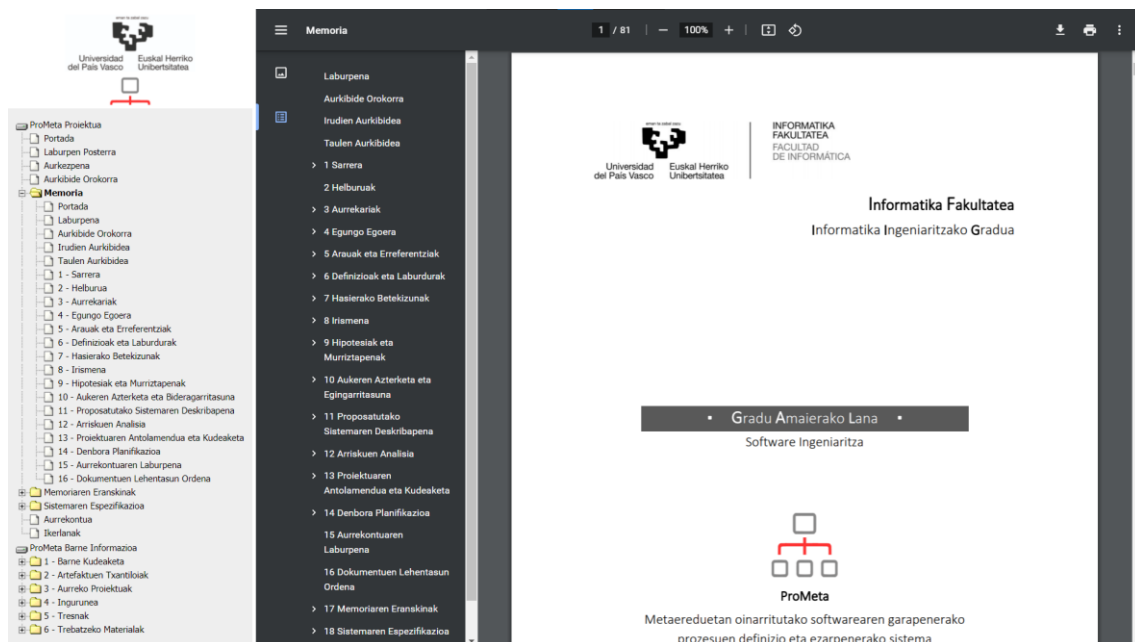 Universidad del País Vasco
Euskal Herriko Unibertsitatea
ProMeta Proiektua
Portada
Laburpen Posterra
Aurkezpena
Aurkibide Orokorra
Memoria
Portada
Laburpena
Aurkibide Orokorra
Irudien Aurkibidea
Taulen Aurkibidea
1 - Sarrera
2 - Helburua
3 - Aurrekariak
4 - Egungo Egoera
5 - Arauak eta Erreferentziak
6 - Definizioak eta Laburdurak
7 - Hasierako Betekizunak
8 - Irismena
9 - Hipotesiak eta Murriztapenak
10 - Aukeren Azterketa eta Bideragarritasuna
11 - Proposatutako Sistemaren Deskribapena
12 - Arriskuen Analisia
13 - Proiektuaren Antolamendua eta Kudeaketa
14 - Denbora Planifikazioa
15 - Aurrekontuaren Laburpena
16 - Dokumentuen Lehentasun Ordena
Memoriaren Eranskinak
Sistemaren Espezifikazioa
Aurrekontua
Ikerlanak
ProMeta Barne Informazioa
1 - Barne Kudeaketa
2 - Artefaktuen Txantiloiak
3 - Aurreko Proiektuak
4 - Ingurunea
5 - Tresnak
6 - Trebatzeko Materialak
Memoria
1 / 81
100%
Laburpena
Aurkibide Orokorra
Irudien Aurkibidea
Taulen Aurkibidea
1 Sarrera
2 Helburuak
3 Aurrekariak
4 Egungo Egoera
5 Arauak eta Erreferentziak
6 Definizioak eta Laburdurak
7 Hasierako Betekizunak
8 Irismena
9 Hipotesiak eta
Murriztapenak
10 Aukeren Azterketa eta
Egingarritasuna
11 Proposatutako
Sistemaren Deskribapena
12 Arriskuen Analisia
13 Proiektuaren
Antolamendua eta Kudeaketa
14 Denbora Planifikazioa
15 Aurrekontuaren
Laburpena
16 Dokumentuen Lehentasun
Ordena
17 Memoriaren Eranskinak
18 Sistemaren Espezifikazioa
Universidad del País Vasco
Euskal Herriko Unibertsitatea
INFORMATIKA
FAKULTATEA
FACULTAD
DE INFORMÁTICA
Informatika Fakultatea
Informatika Ingeniaritzako Gradua
▪ Gradu Amaierako Lana ▪
Software Ingeniaritza
ProMeta
Metaereduetan oinarritutako softwarearen garapenerako
prozesuen definizio eta ezarpenerako sistema